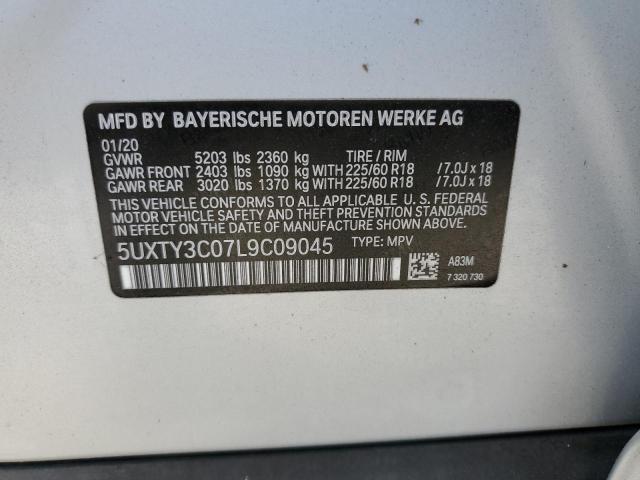 MFD BY BAYERISCHE MOTOREN WERKE AG
01/20
GVWR 5203 lbs 2360 kg TIRE / RIM
GAWR FRONT 2403 lbs 1090 kg WITH 225/60 R18 /7.0J x 18
GAWR REAR 3020 lbs 1370 kg WITH 225/60 R18 /7.0J x 18
THIS VEHICLE CONFORMS TO ALL APPLICABLE U. S. FEDERAL
MOTOR VEHICLE SAFETY AND THEFT PREVENTION STANDARDS
IN EFFECT ON THE DATE OF MANUFACTURE SHOWN ABOVE.
5UXTY3C07L9C09045 TYPE: MPV
A83M
7 320 730